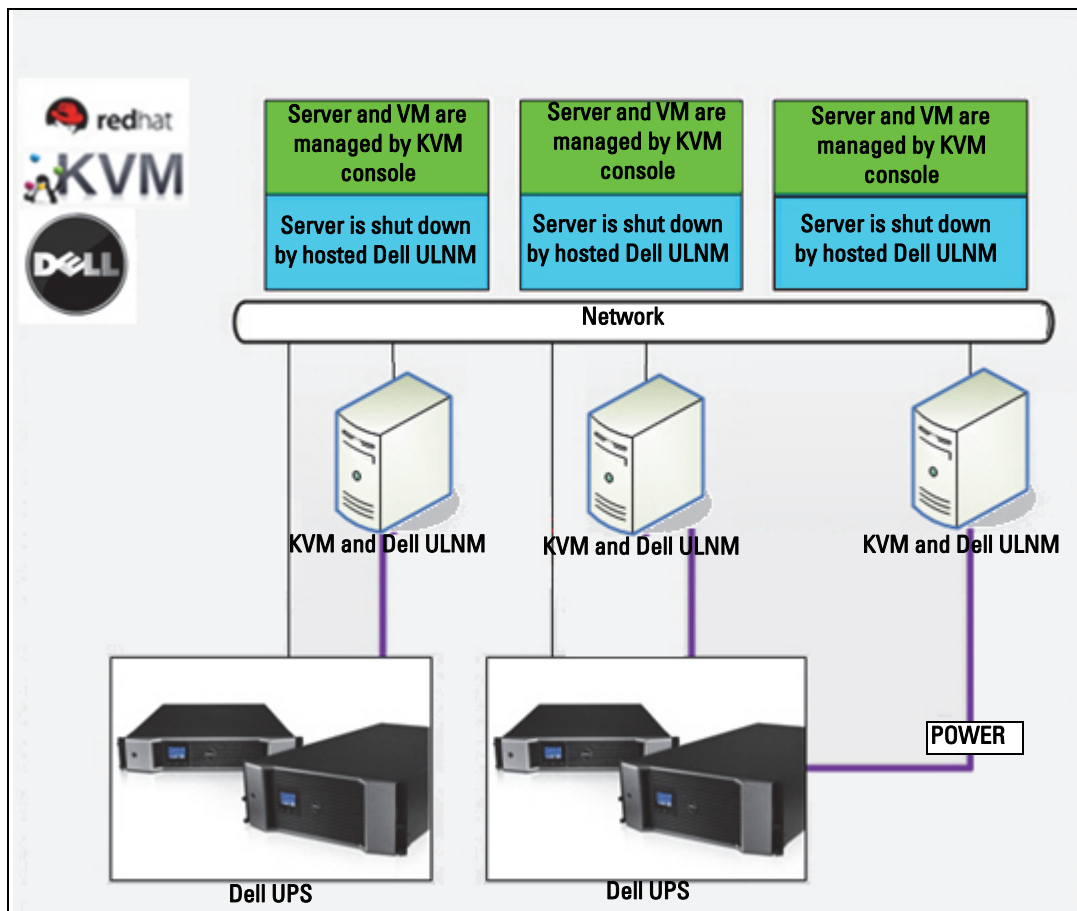 redhat
KVM
DELL
Server and VM are
managed by KVM
console
Server is shut down
by hosted Dell ULNM
Server and VM are
managed by KVM
console
Server is shut down
by hosted Dell ULNM
Server and VM are
managed by KVM
console
Server is shut down
by hosted Dell ULNM
Network
KVM and Dell ULNM
KVM and Dell ULNM
KVM and Dell ULNM
POWER
Dell UPS
Dell UPS